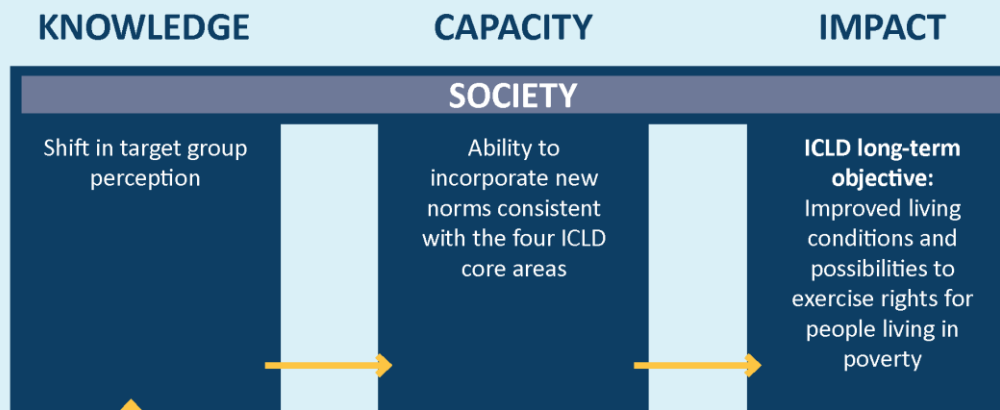 KNOWLEDGE
CAPACITY
IMPACT
SOCIETY
Shift in target group
perception
Ability to
incorporate new
norms consistent
with the four ICLD
core areas
ICLD long-term
objective:
Improved living
conditions and
possibilities to
exercise rights for
people living in
poverty